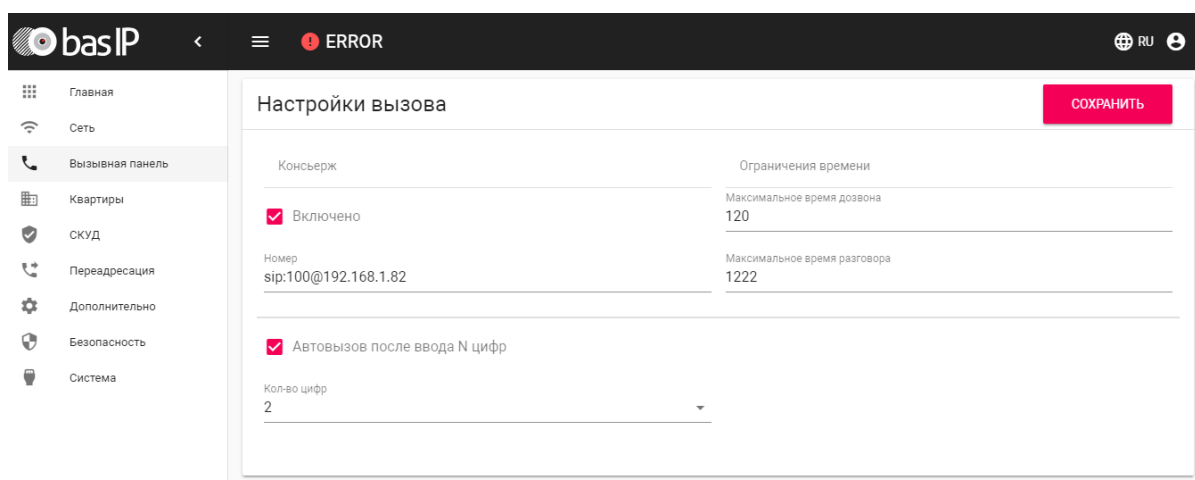 bas IP
ERROR
RU
Главная
Сеть
Вызывная панель
Квартиры
СКУД
Переадресация
Дополнительно
Безопасность
Система
Настройки вызова
СОХРАНИТЬ
Консьерж
Включено
Номер
sip:100@192.168.1.82
Ограничения времени
Максимальное время дозвона
120
Максимальное время разговора
1222
Автовызов после ввода N цифр
Кол-во цифр
2